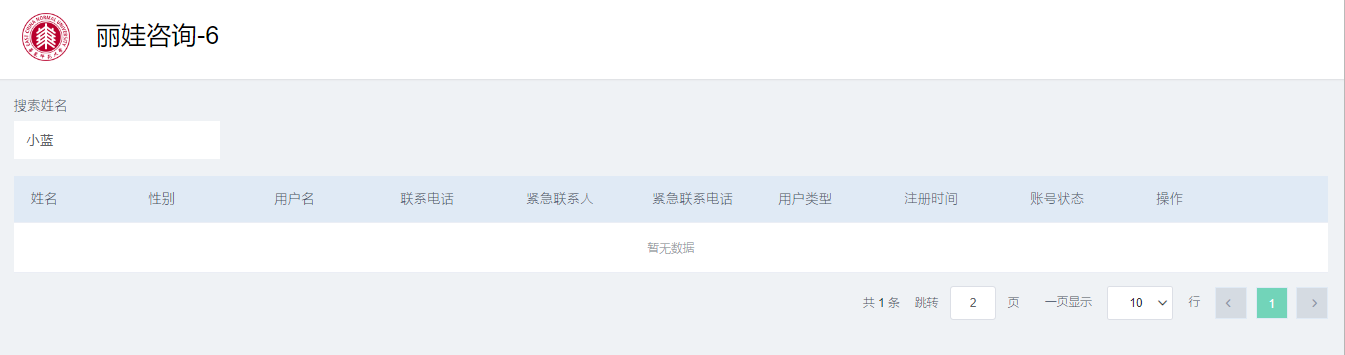 丽娃咨询-6
搜索姓名
小蓝
姓名 性别 用户名 联系电话 紧急联系人 紧急联系电话 用户类型 注册时间 账号状态 操作
暂无数据
共 1 条 跳转 2 页 一页显示 10 行 1